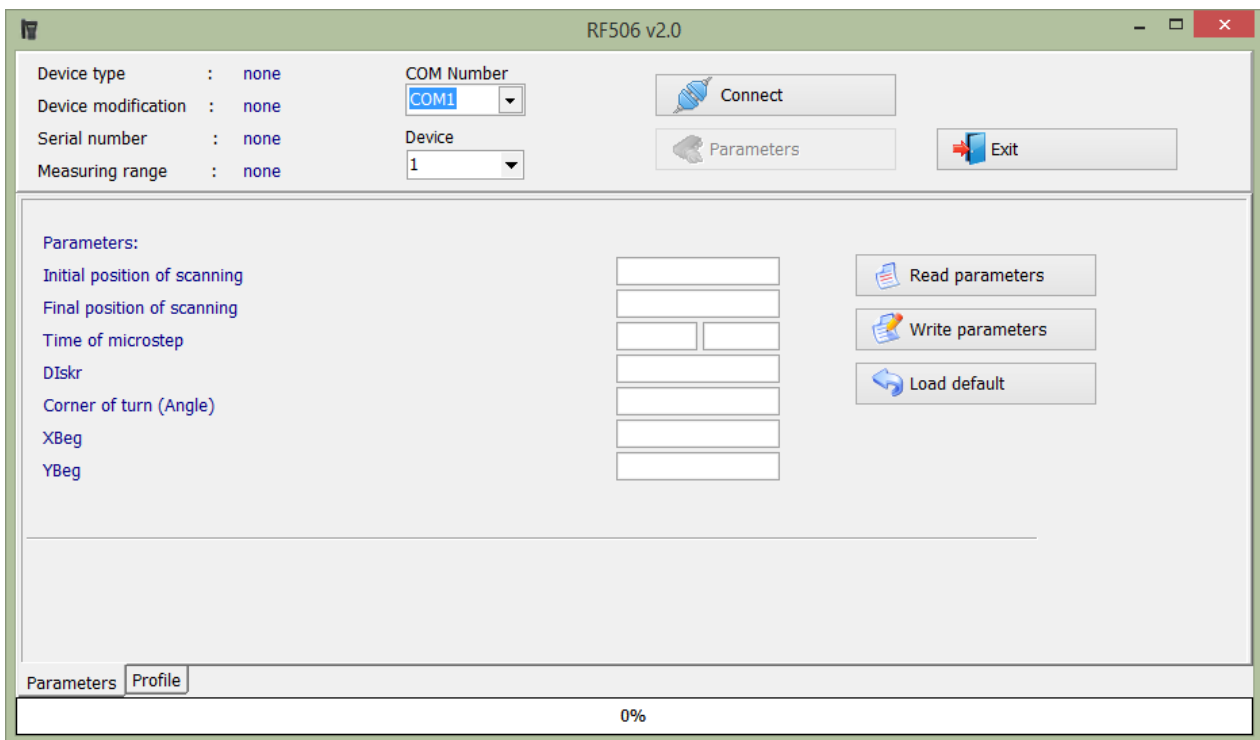 RF506 v2.0
Device type : none
Device modification : none
Serial number : none
Measuring range : none
COM Number
COM1
Device
1
Connect
Parameters
Exit
Parameters:
Initial position of scanning
Final position of scanning
Time of microstep
DIskr
Corner of turn (Angle)
XBeg
YBeg
Read parameters
Write parameters
Load default
Parameters
Profile
0%